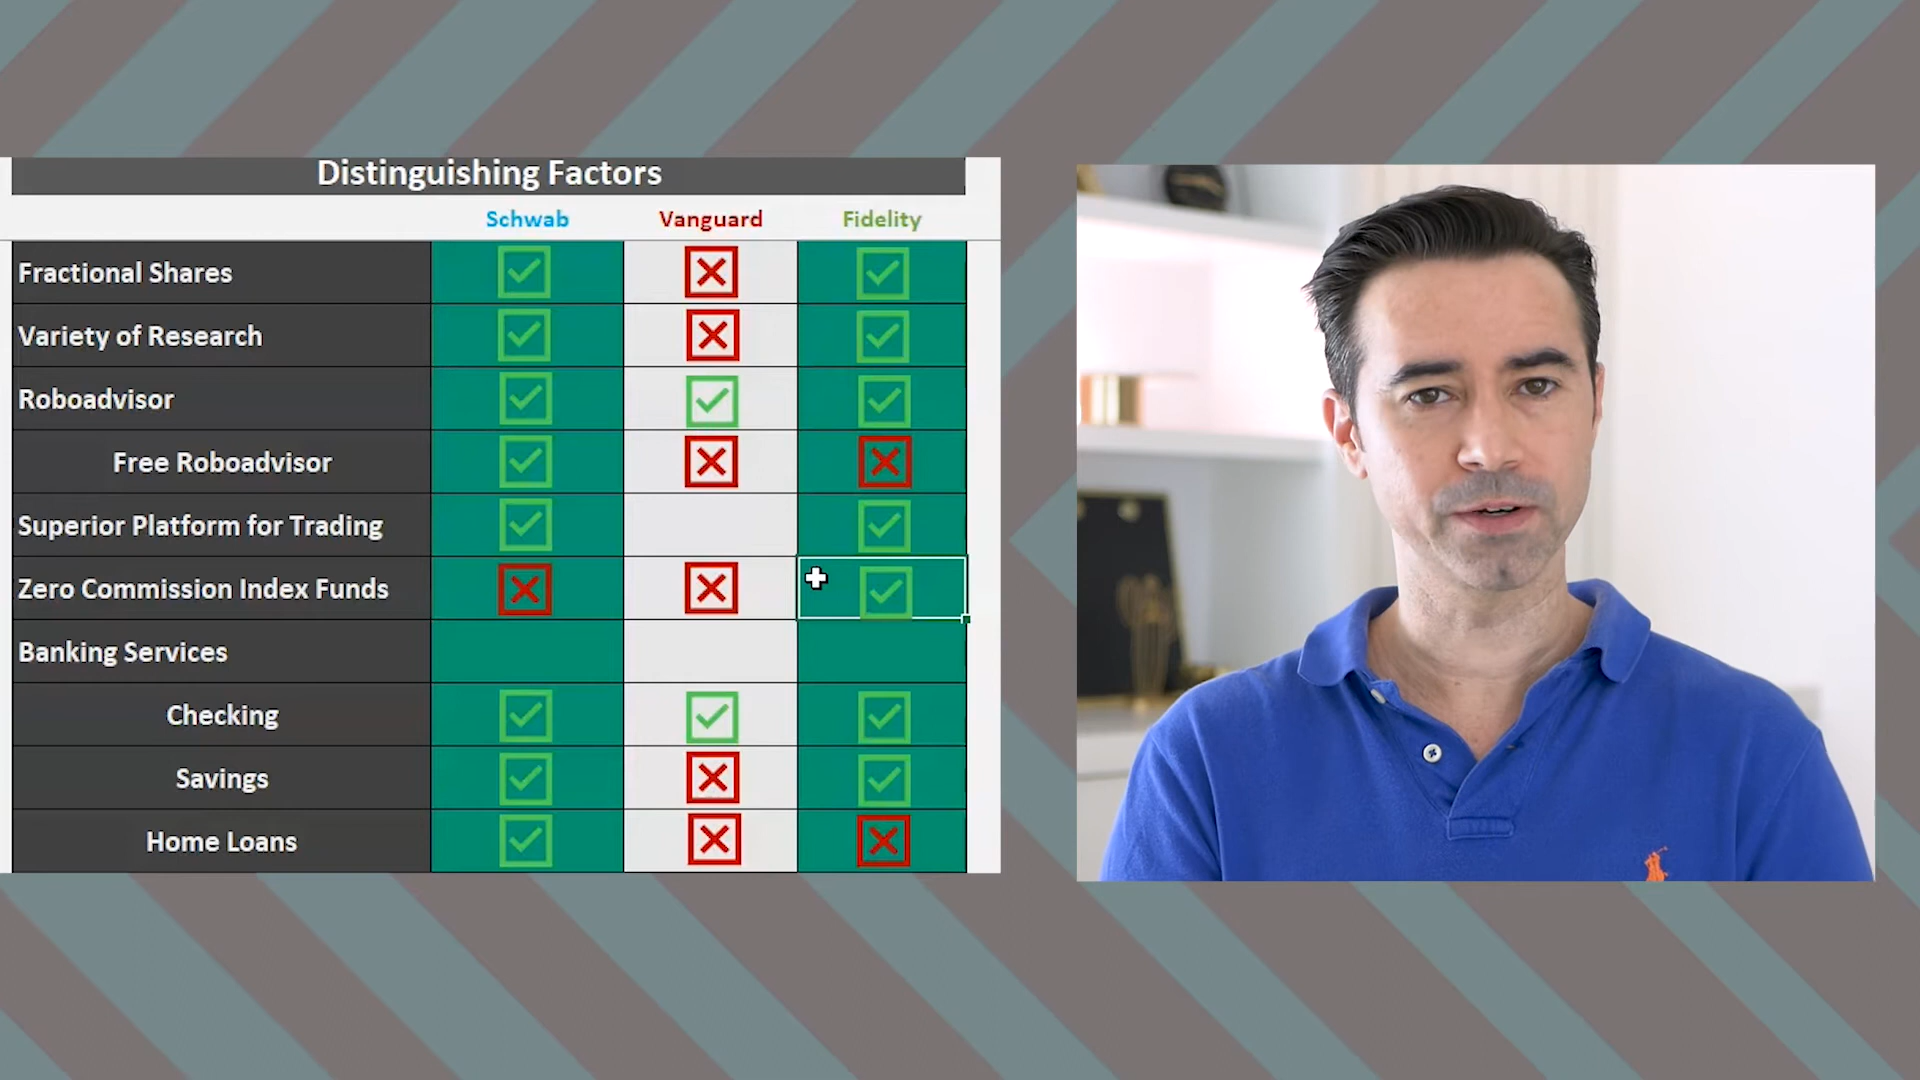 Distinguishing Factors
Schwab Vanguard Fidelity
Fractional Shares
Variety of Research
Roboadvisor
Free Roboadvisor
Superior Platform for Trading
Zero Commission Index Funds
Banking Services
Checking
Savings
Home Loans